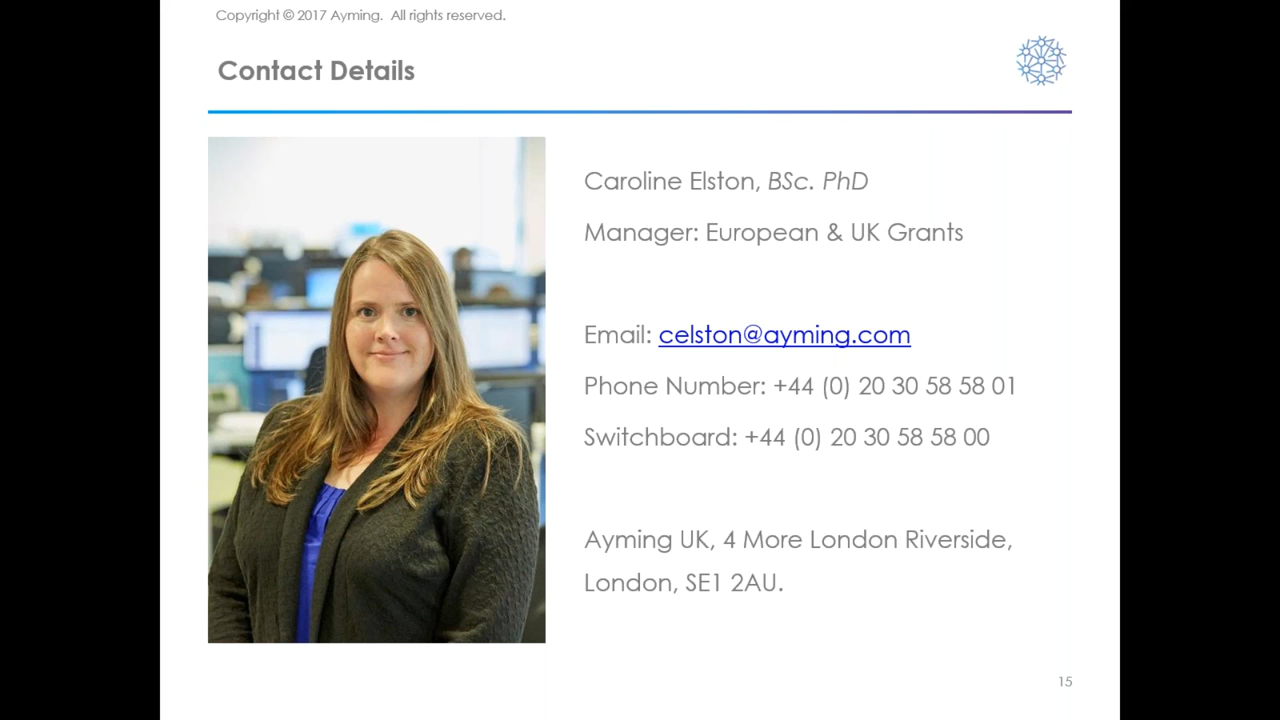 Copyright © 2017 Ayming. All rights reserved.
Contact Details
Caroline Elston, BSc. PhD
Manager: European & UK Grants
Email: celston@ayming.com
Phone Number: +44 (0) 20 30 58 58 01
Switchboard: +44 (0) 20 30 58 58 00
Ayming UK, 4 More London Riverside,
London, SE1 2AU.
15